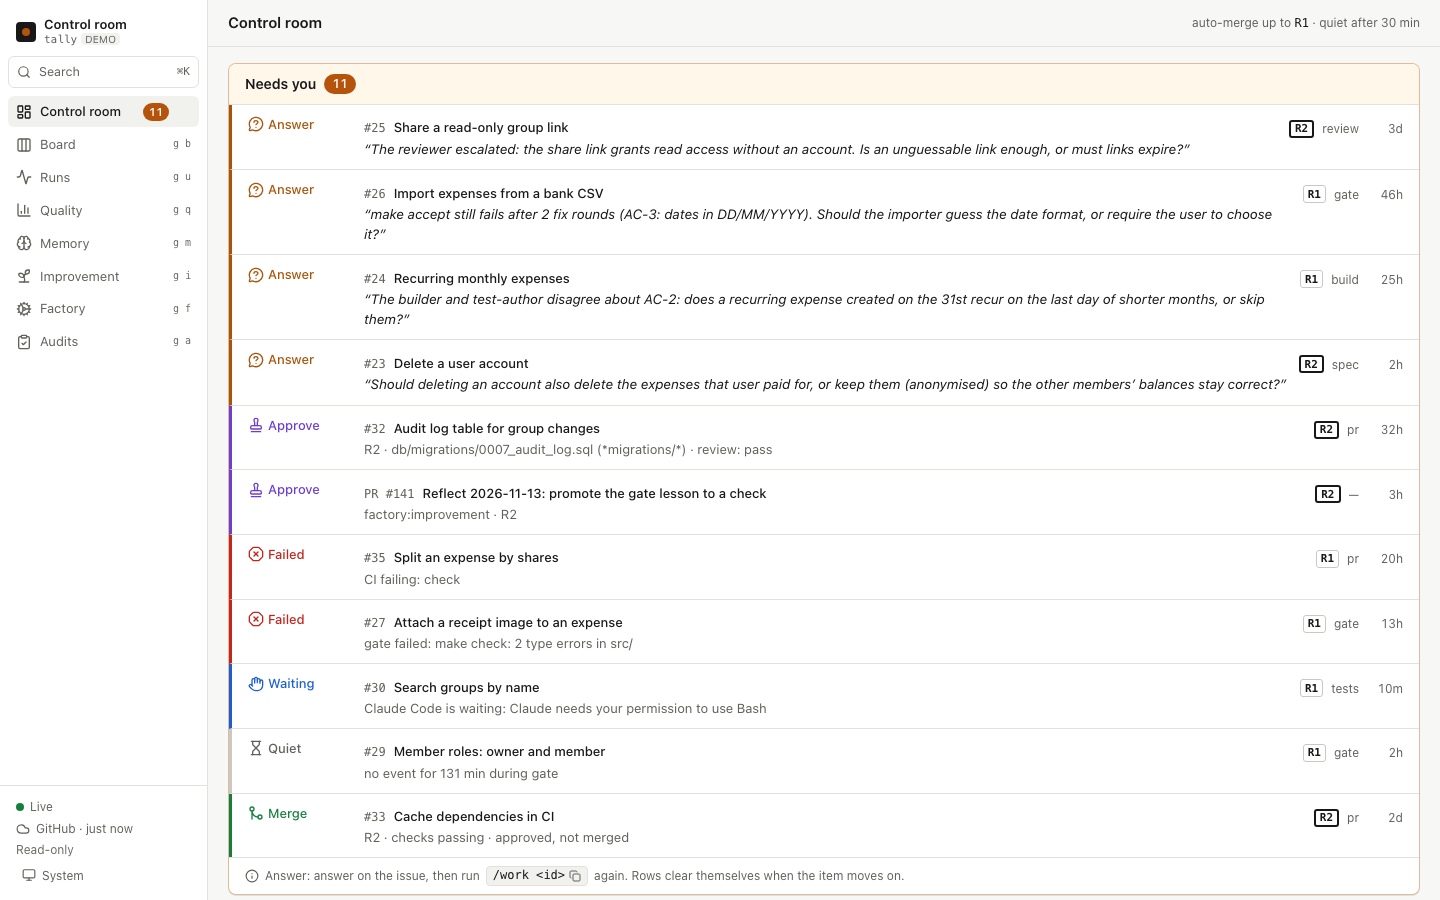 Control room
tally DEMO
Search ⌘K
Control room 11
Board g b
Runs g u
Quality g q
Memory g m
Improvement g i
Factory g f
Audits g a
Live
GitHub · just now
Read-only
System
Control room
auto-merge up to R1 · quiet after 30 min
Needs you 11
Answer #25 Share a read-only group link R2 review 3d
“The reviewer escalated: the share link grants read access without an account. Is an unguessable link enough, or must links expire?”
Answer #26 Import expenses from a bank CSV R1 gate 46h
“make accept still fails after 2 fix rounds (AC-3: dates in DD/MM/YYYY). Should the importer guess the date format, or require the user to choose
it?”
Answer #24 Recurring monthly expenses R1 build 25h
“The builder and test-author disagree about AC-2: does a recurring expense created on the 31st recur on the last day of shorter months, or skip
them?”
Answer #23 Delete a user account R2 spec 2h
“Should deleting an account also delete the expenses that user paid for, or keep them (anonymised) so the other members’ balances stay correct?”
Approve #32 Audit log table for group changes R2 pr 32h
R2 · db/migrations/0007_audit_log.sql (*migrations/*) · review: pass
Approve PR #141 Reflect 2026-11-13: promote the gate lesson to a check R2 — 3h
factory:improvement · R2
Failed #35 Split an expense by shares R1 pr 20h
CI failing: check
Failed #27 Attach a receipt image to an expense R1 gate 13h
gate failed: make check: 2 type errors in src/
Waiting #30 Search groups by name R1 tests 10m
Claude Code is waiting: Claude needs your permission to use Bash
Quiet #29 Member roles: owner and member R1 gate 2h
no event for 131 min during gate
Merge #33 Cache dependencies in CI R2 pr 2d
R2 · checks passing · approved, not merged
Answer: answer on the issue, then run /work <id> again. Rows clear themselves when the item moves on.